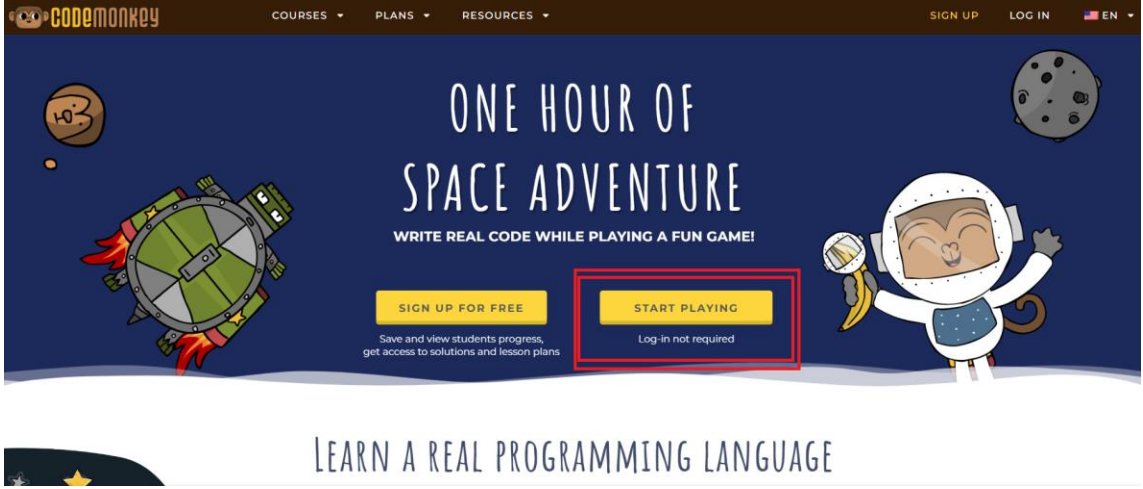 CODEMONKEY
COURSES PLANS RESOURCES SIGN UP LOG IN EN
ONE HOUR OF
SPACE ADVENTURE
WRITE REAL CODE WHILE PLAYING A FUN GAME!
SIGN UP FOR FREE
Save and view students progress,
get access to solutions and lesson plans
START PLAYING
Log-in not required
LEARN A REAL PROGRAMMING LANGUAGE